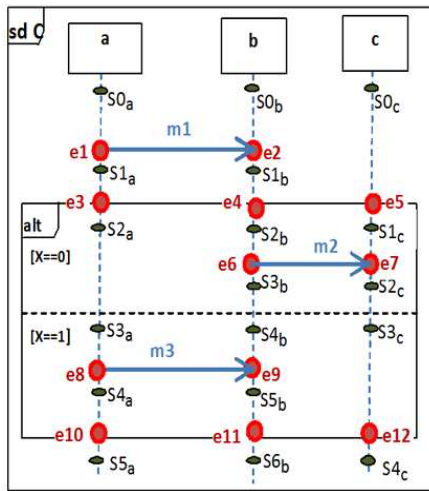 sd C
a b c
S0a S0b S0c
m1
e1 e2
S1a S1b
e3 e4 e5
alt
S2a S2b S1c
[X==0]
m2
e6 e7
S3b S2c
[X==1]
S3a S4b S3c
m3
e8 e9
S4a S5b
e10 e11 e12
S5a S6b S4c